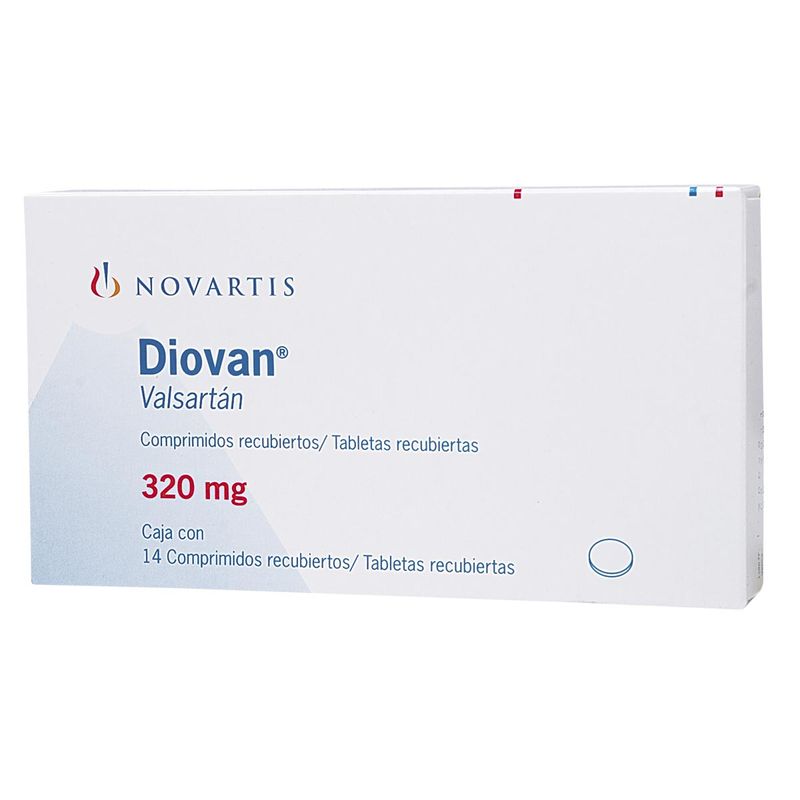 NOVARTIS
Diovan®
Valsartán
Comprimidos recubiertos/ Tabletas recubiertas
320 mg
Caja con
14 Comprimidos recubiertos/ Tabletas recubiertas